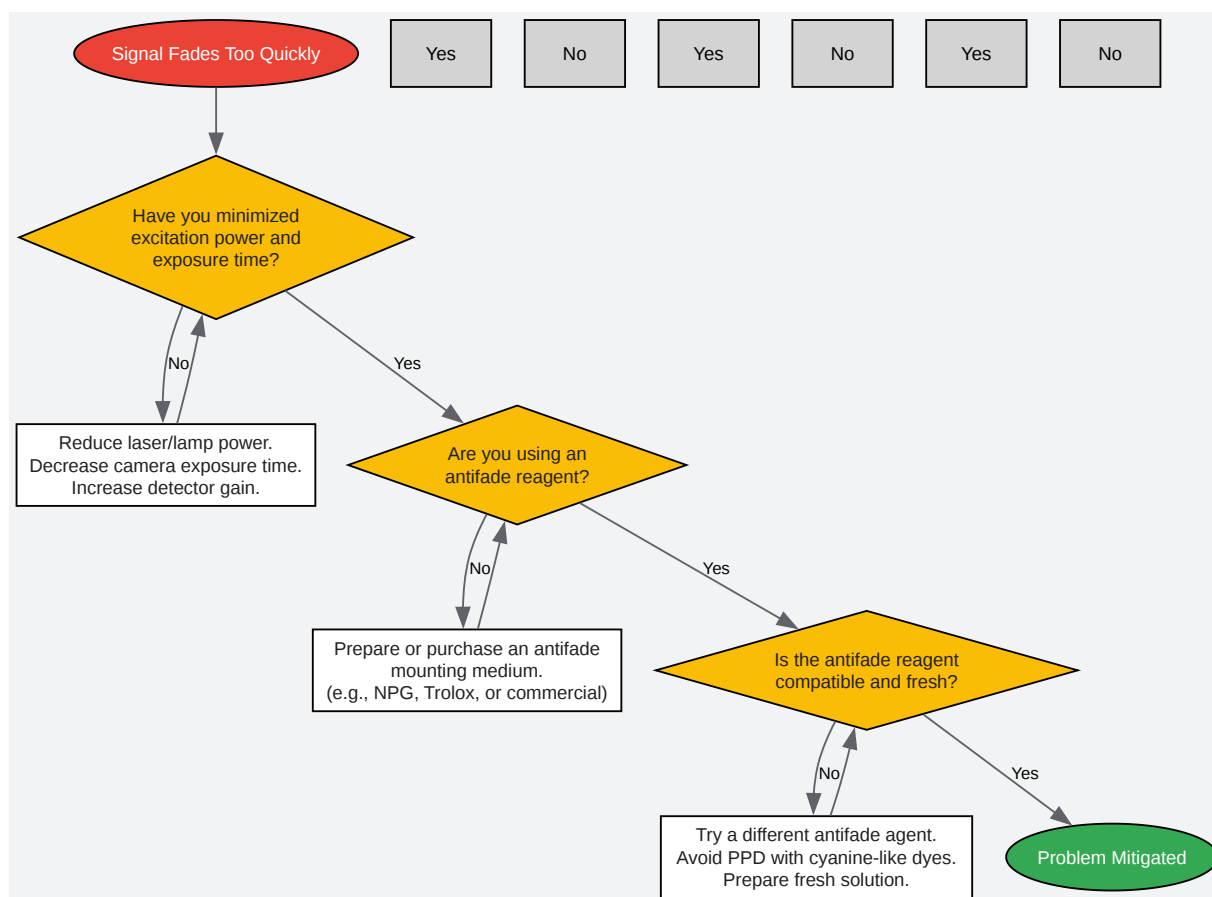 Signal Fades Too Quickly
Yes
No
Yes
No
Yes
No
Have you minimized
excitation power and
exposure time?
No
Yes
Reduce laser/lamp power.
Decrease camera exposure time.
Increase detector gain.
Are you using an
antifade reagent?
No
Yes
Prepare or purchase an antifade
mounting medium.
(e.g., NPG, Trolox, or commercial)
Is the antifade reagent
compatible and fresh?
No
Yes
Try a different antifade agent.
Avoid PPD with cyanine-like dyes.
Prepare fresh solution.
Problem Mitigated